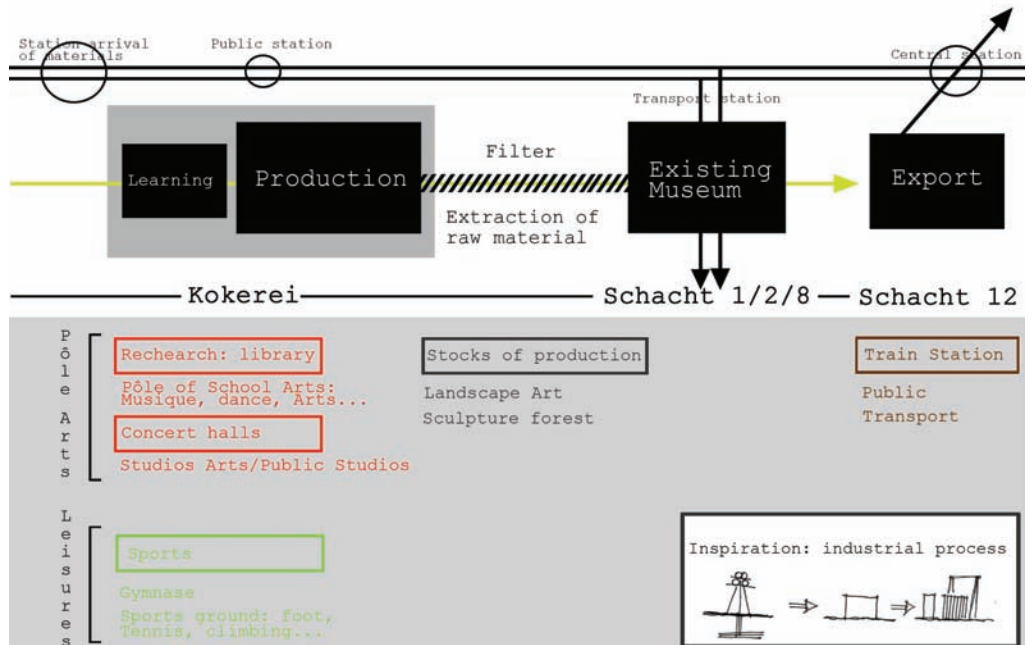 Station arrival
of materials
Public station
Central station
Transport station
Learning
Production
Filter
Extraction of
raw material
Existing
Museum
Export
Kokerei
Schacht 1/2/8
Schacht 12
Pôle Arts
Rechearch: library
Pôle of School Arts:
Musique, dance, Arts...
Concert halls
Studios Arts/Public Studios
Stocks of production
Landscape Art
Sculpture forest
Train Station
Public
Transport
Leisures
Sports
Gymnase
Sports ground: foot,
Tennis, climbing...
Inspiration: industrial process